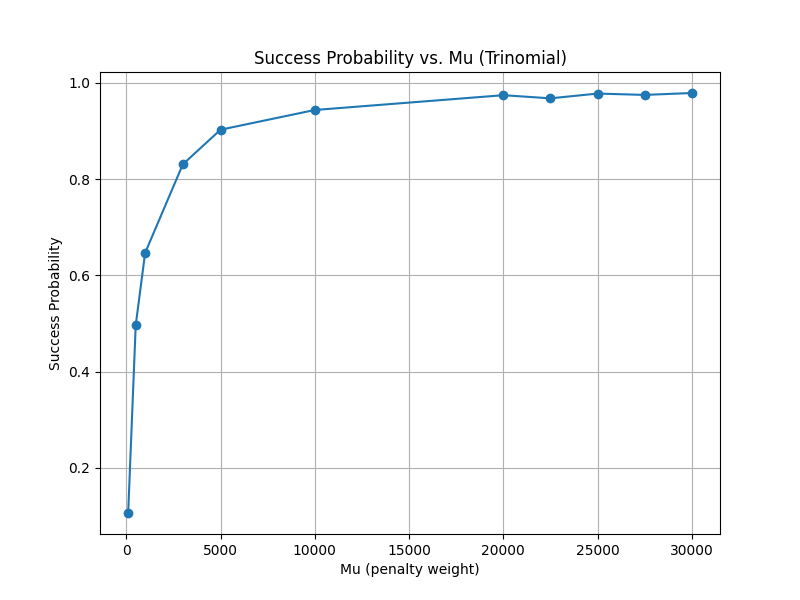 Success Probability vs. Mu (Trinomial)
Success Probability
1.0
0.8
0.6
0.4
0.2
0 5000 10000 15000 20000 25000 30000
Mu (penalty weight)